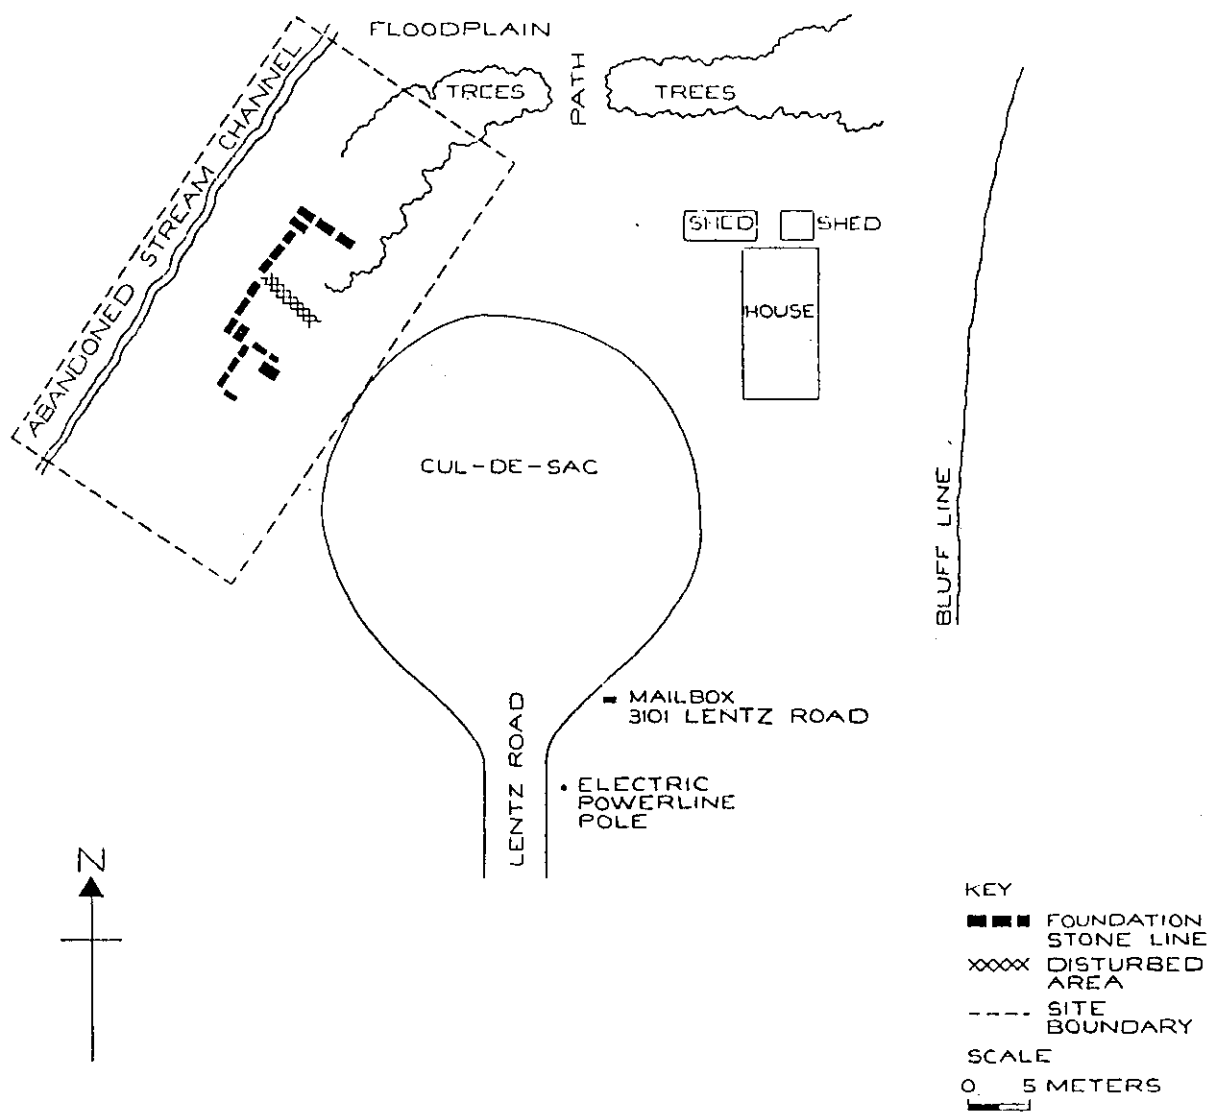 FLOODPLAIN
ABANDONED STREAM CHANNEL
TREES
PATH
TREES
SHED
SHED
HOUSE
CUL-DE-SAC
BLUFF LINE
MAILBOX
3101 LENTZ ROAD
LENTZ ROAD
ELECTRIC
POWERLINE
POLE
N
KEY
FOUNDATION
STONE LINE
DISTURBED
AREA
SITE
BOUNDARY
SCALE
0 5 METERS